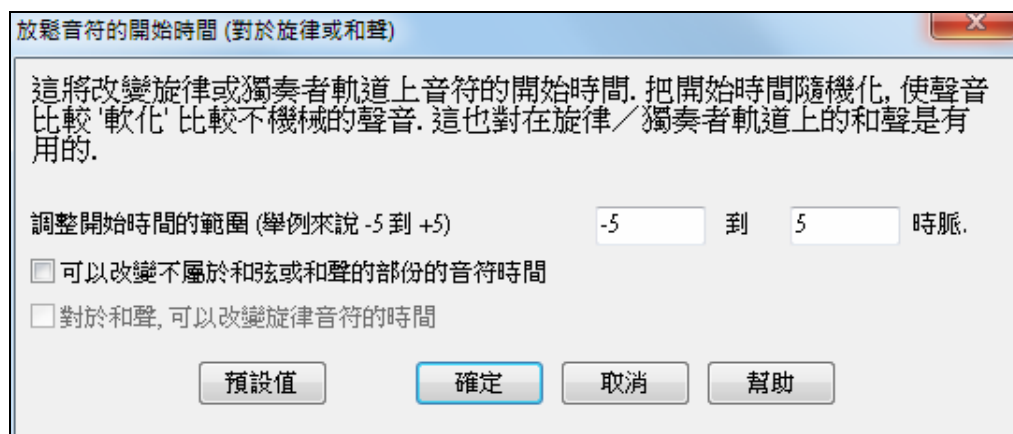 放鬆音符的開始時間 (對於旋律或和聲)
這將改變旋律或獨奏者軌道上音符的開始時間. 把開始時間隨機化, 使聲音
比較 '軟化' 比較不機械的聲音. 這也對在旋律／獨奏者軌道上的和聲是有
用的.
調整開始時間的範圍 (舉例來說 -5 到 +5) -5 到 5 時脈.
可以改變不屬於和弦或和聲的部份的音符時間
對於和聲, 可以改變旋律音符的時間
預設值 確定 取消 幫助